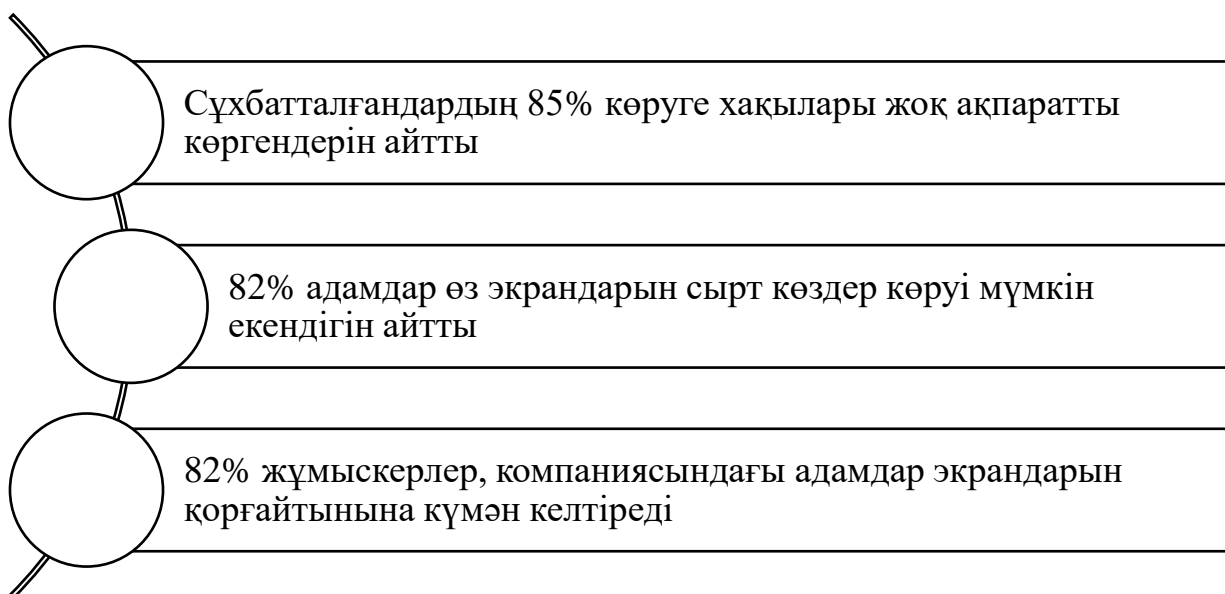 Сұхбатталғандардың 85% көруге хақылары жоқ ақпаратты
көргендерін айтты
82% адамдар өз экрандарын сырт көздер көруі мүмкін
екендігін айтты
82% жұмыскерлер, компаниясындағы адамдар экрандарын
қорғайтынына күмән келтіреді